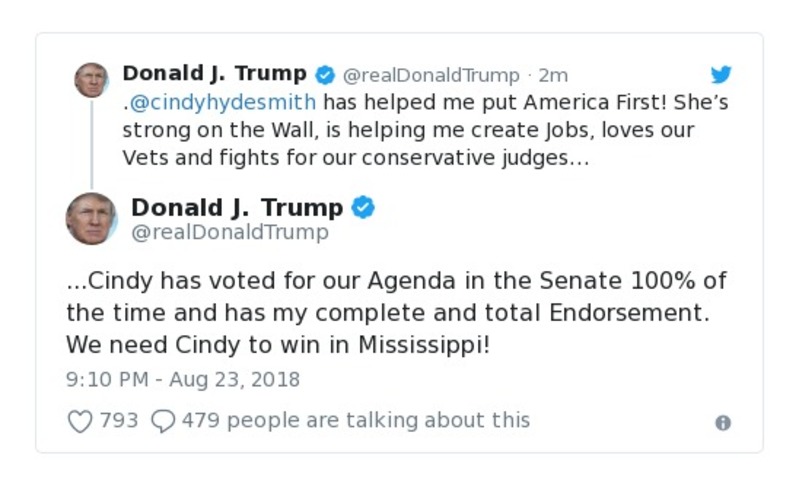 Donald J. Trump @realDonaldTrump · 2m
.@cindyhydesmith has helped me put America First! She’s
strong on the Wall, is helping me create Jobs, loves our
Vets and fights for our conservative judges…
Donald J. Trump
@realDonaldTrump
...Cindy has voted for our Agenda in the Senate 100% of
the time and has my complete and total Endorsement.
We need Cindy to win in Mississippi!
9:10 PM - Aug 23, 2018
793 479 people are talking about this